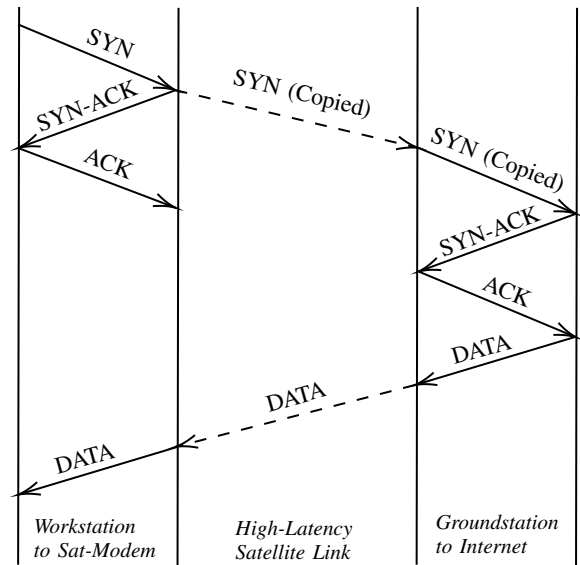 SYN
SYN-ACK
ACK
SYN (Copied)
SYN (Copied)
SYN-ACK
ACK
DATA
DATA
DATA
Workstation
to Sat-Modem
High-Latency
Satellite Link
Groundstation
to Internet